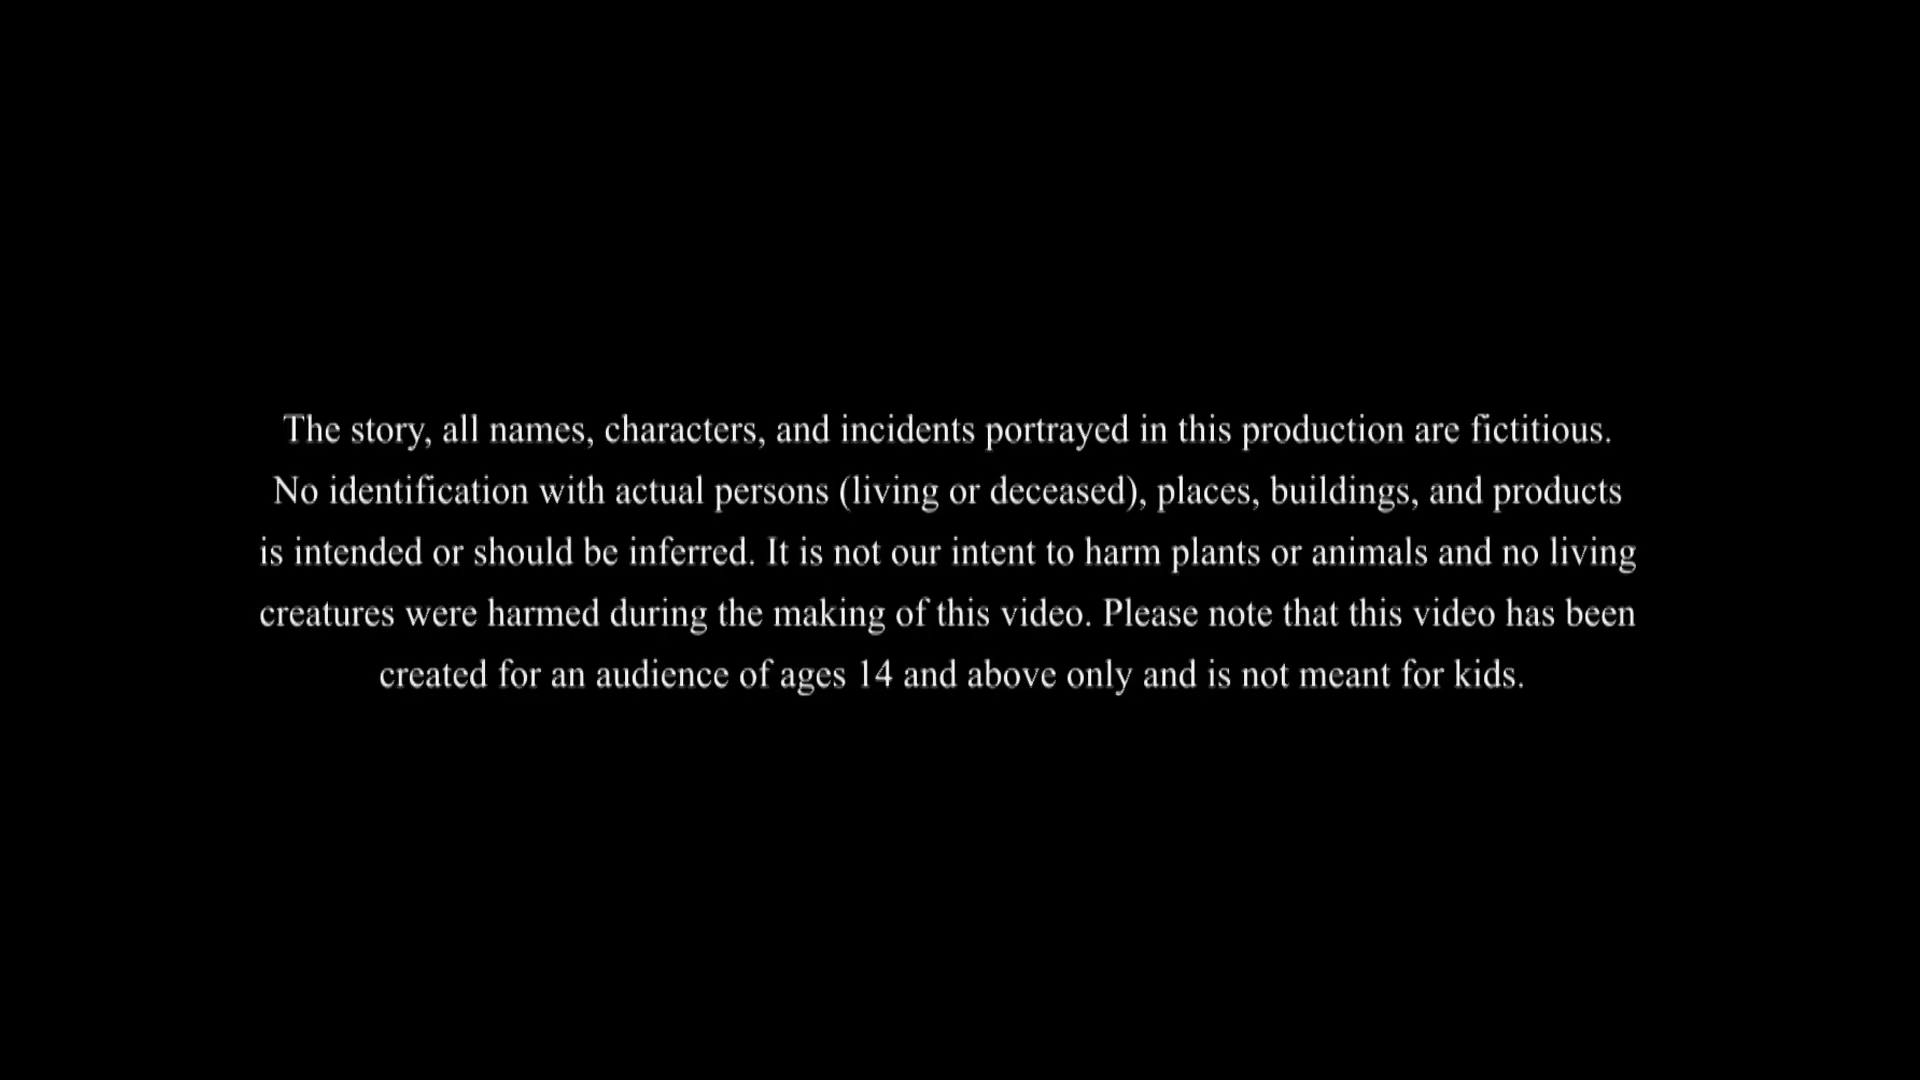 The story, all names, characters, and incidents portrayed in this production are fictitious.
No identification with actual persons (living or deceased), places, buildings, and products
is intended or should be inferred. It is not our intent to harm plants or animals and no living
creatures were harmed during the making of this video. Please note that this video has been
created for an audience of ages 14 and above only and is not meant for kids.